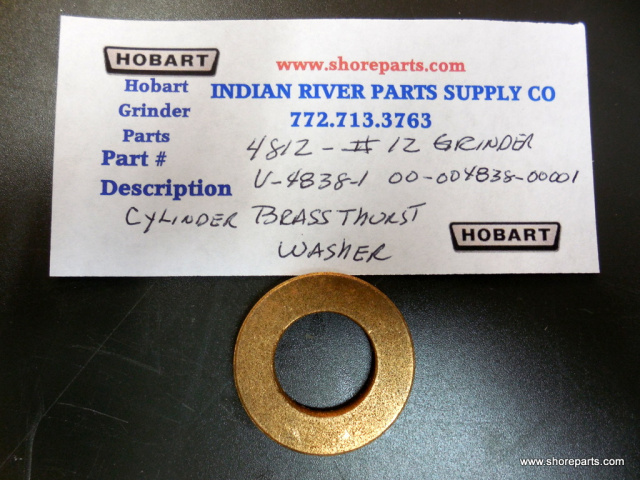 HOBART
www.shoreparts.com
Hobart
Grinder
Parts
INDIAN RIVER PARTS SUPPLY CO
772.713.3763
Part #
4812 - # 12 GRINDER
Description
V-4838-1 00-004838-00001
CYLINDER BRASS THURST
WASHER
HOBART
www.shoreparts.com